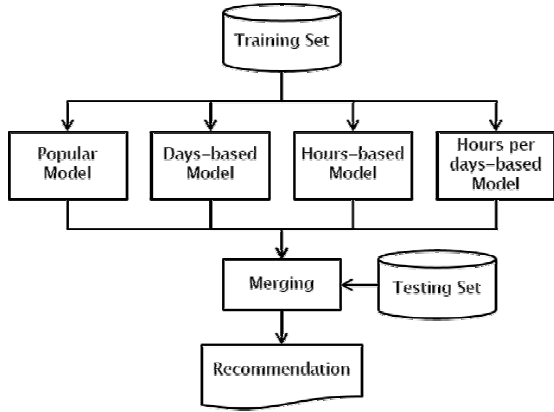 Training Set
Popular
Model
Days-based
Model
Hours-based
Model
Hours per
days-based
Model
Merging
Testing Set
Recommendation